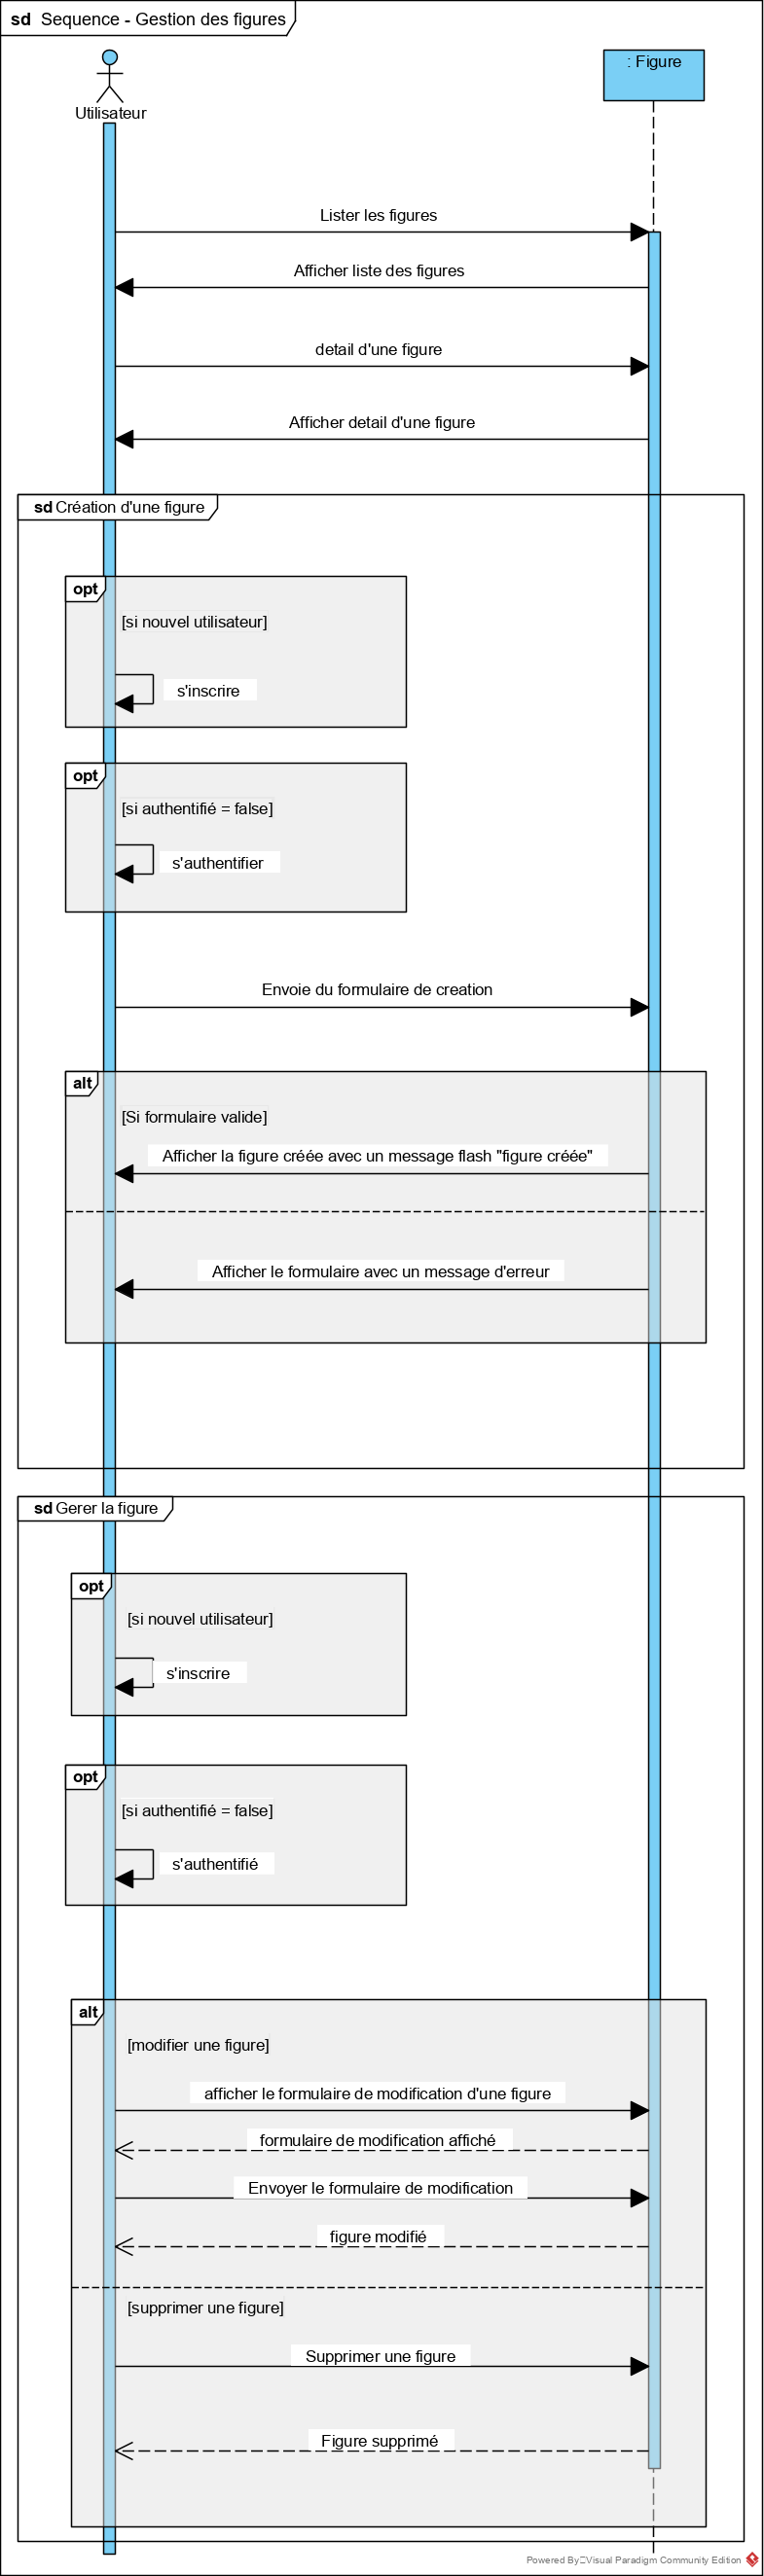 sd Sequence - Gestion des figures
Utilisateur
: Figure
Lister les figures
Afficher liste des figures
detail d'une figure
Afficher detail d'une figure
sd Création d'une figure
opt
[si nouvel utilisateur]
s'inscrire
opt
[si authentifié = false]
s'authentifier
Envoie du formulaire de creation
alt
[Si formulaire valide]
Afficher la figure créée avec un message flash "figure créée"
Afficher le formulaire avec un message d'erreur
sd Gerer la figure
opt
[si nouvel utilisateur]
s'inscrire
opt
[si authentifié = false]
s'authentifié
alt
[modifier une figure]
afficher le formulaire de modification d'une figure
formulaire de modification affiché
Envoyer le formulaire de modification
figure modifié
[supprimer une figure]
Supprimer une figure
Figure supprimé
Powered By Visual Paradigm Community Edition